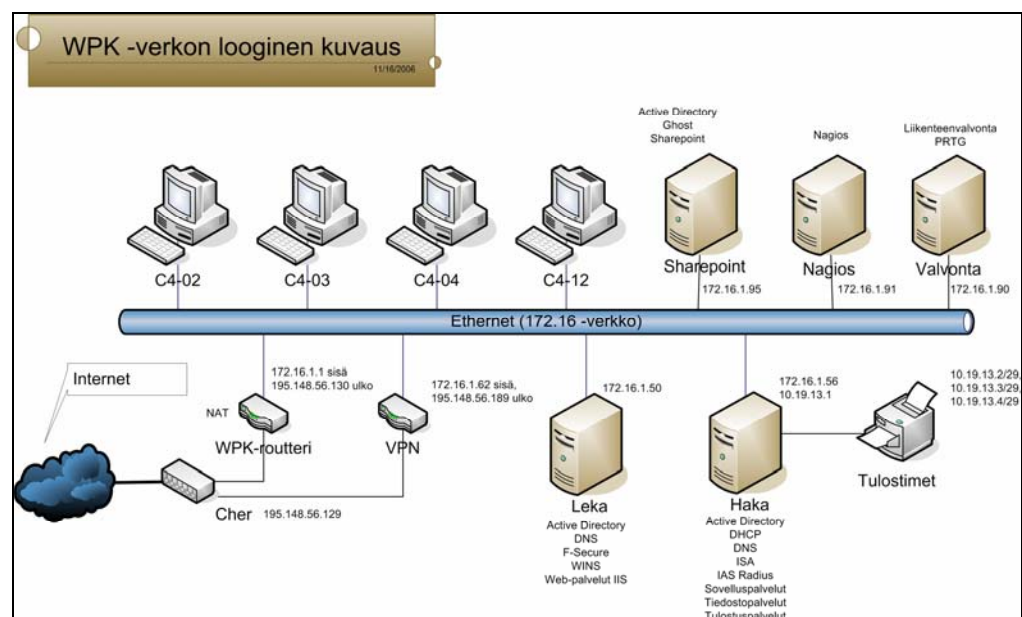 WPK -verkon looginen kuvaus
11/16/2006
Active Directory
Ghost
Sharepoint
Nagios
Liikenteenvalvonta
PRTG
C4-02
C4-03
C4-04
C4-12
Sharepoint
172.16.1.95
Nagios
172.16.1.91
Valvonta
172.16.1.90
Ethernet (172.16 -verkko)
Internet
172.16.1.1 sisä
195.148.56.130 ulko
NAT
WPK-routteri
172.16.1.62 sisä,
195.148.56.189 ulko
VPN
Cher
195.148.56.129
172.16.1.50
Leka
Active Directory
DNS
F-Secure
WINS
Web-palvelut IIS
172.16.1.56
10.19.13.1
Haka
Active Directory
DHCP
DNS
ISA
IAS Radius
Sovelluspalvelut
Tiedostopalvelut
Tulostuspalvelut
10.19.13.2/29,
10.19.13.3/29,
10.19.13.4/29
Tulostimet